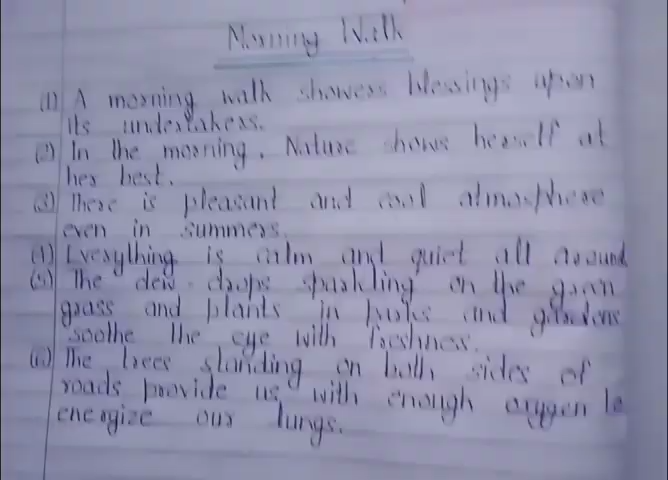 Morning Walk
(1) A morning walk showers blessings upon
its undertakers.
(2) In the morning, Nature shows herself at
her best.
(3) There is pleasant and cool atmosphere
even in summers.
(4) Everything is calm and quiet all around
(5) The dew-drops sparkling on the green
grass and plants in parks and gardens
soothe the eye with freshness.
(6) The trees standing on both sides of
roads provide us with enough oxygen to
energize our lungs.